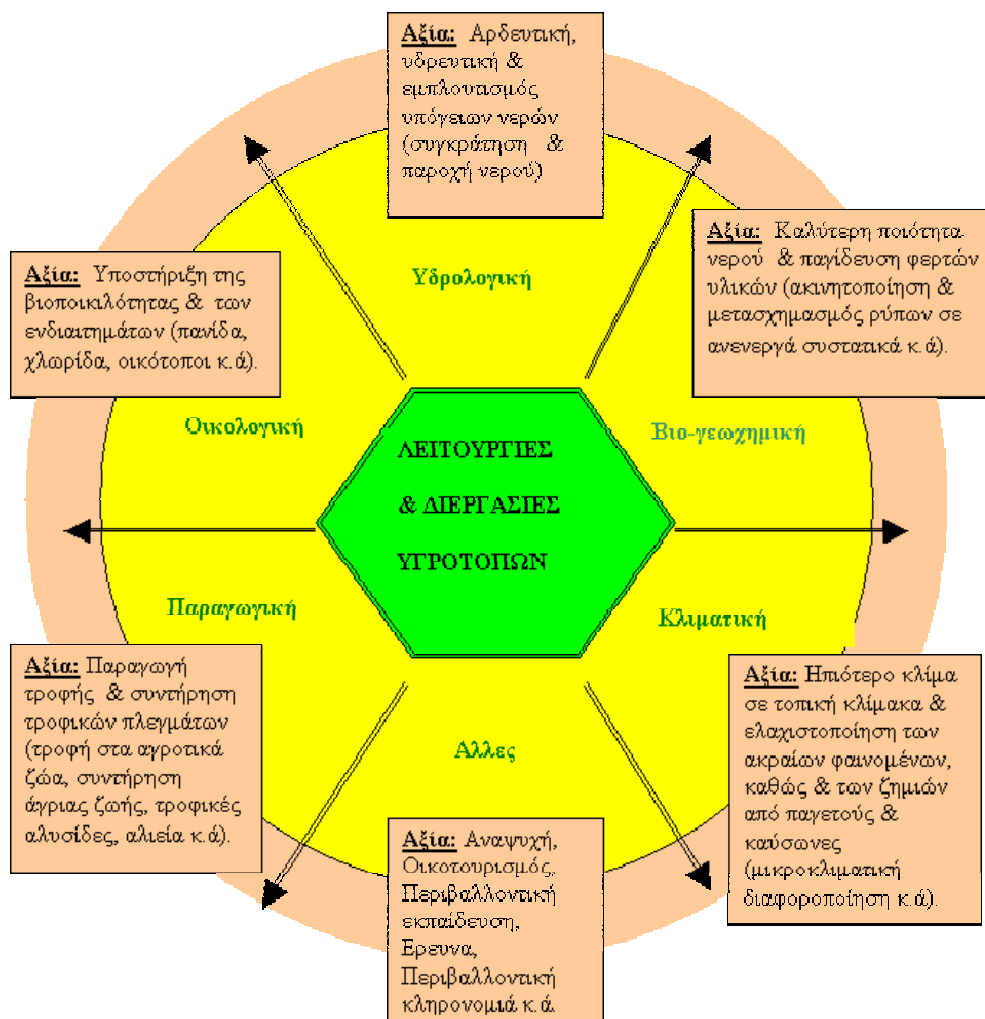 Αξία: Αρδευτική,
υδρευτική &
εμπλουτισμός
υπόγειων νερών
(συγκράτηση &
παροχή νερού)
Αξία: Καλύτερη ποιότητα
νερού & παγίδευση φερτών
υλικών (ακινητοποίηση &
μετασχημασμός ρύπων σε
ανενεργά συστατικά κ.ά).
Αξία: Υποστήριξη της
βιοποικιλότητας & των
ενδιαιτημάτων (πανίδα,
χλωρίδα, οικότοποι κ.ά).
Υδρολογική
Οικολογική
Βιο-γεωχημική
ΛΕΙΤΟΥΡΓΙΕΣ
& ΔΙΕΡΓΑΣΙΕΣ
ΥΓΡΟΤΟΠΩΝ
Παραγωγική
Κλιματική
Αλλες
Αξία: Παραγωγή
τροφής & συντήρηση
τροφικών πλεγμάτων
(τροφή στα αγροτικά
ζώα, συντήρηση
άγριας ζωής, τροφικές
αλυσίδες, αλιεία κ.ά).
Αξία: Ηπιότερο κλίμα
σε τοπική κλίμακα &
ελαχιστοποίηση των
ακραίων φαινομένων,
καθώς & των ζημιών
από παγετούς &
καύσωνες
(μικροκλιματική
διαφοροποίηση κ.ά).
Αξία: Αναψυχή,
Οικοτουρισμός,
Περιβαλλοντική
εκπαίδευση,
Ερευνα,
Περιβαλλοντική
κληρονομιά κ.ά